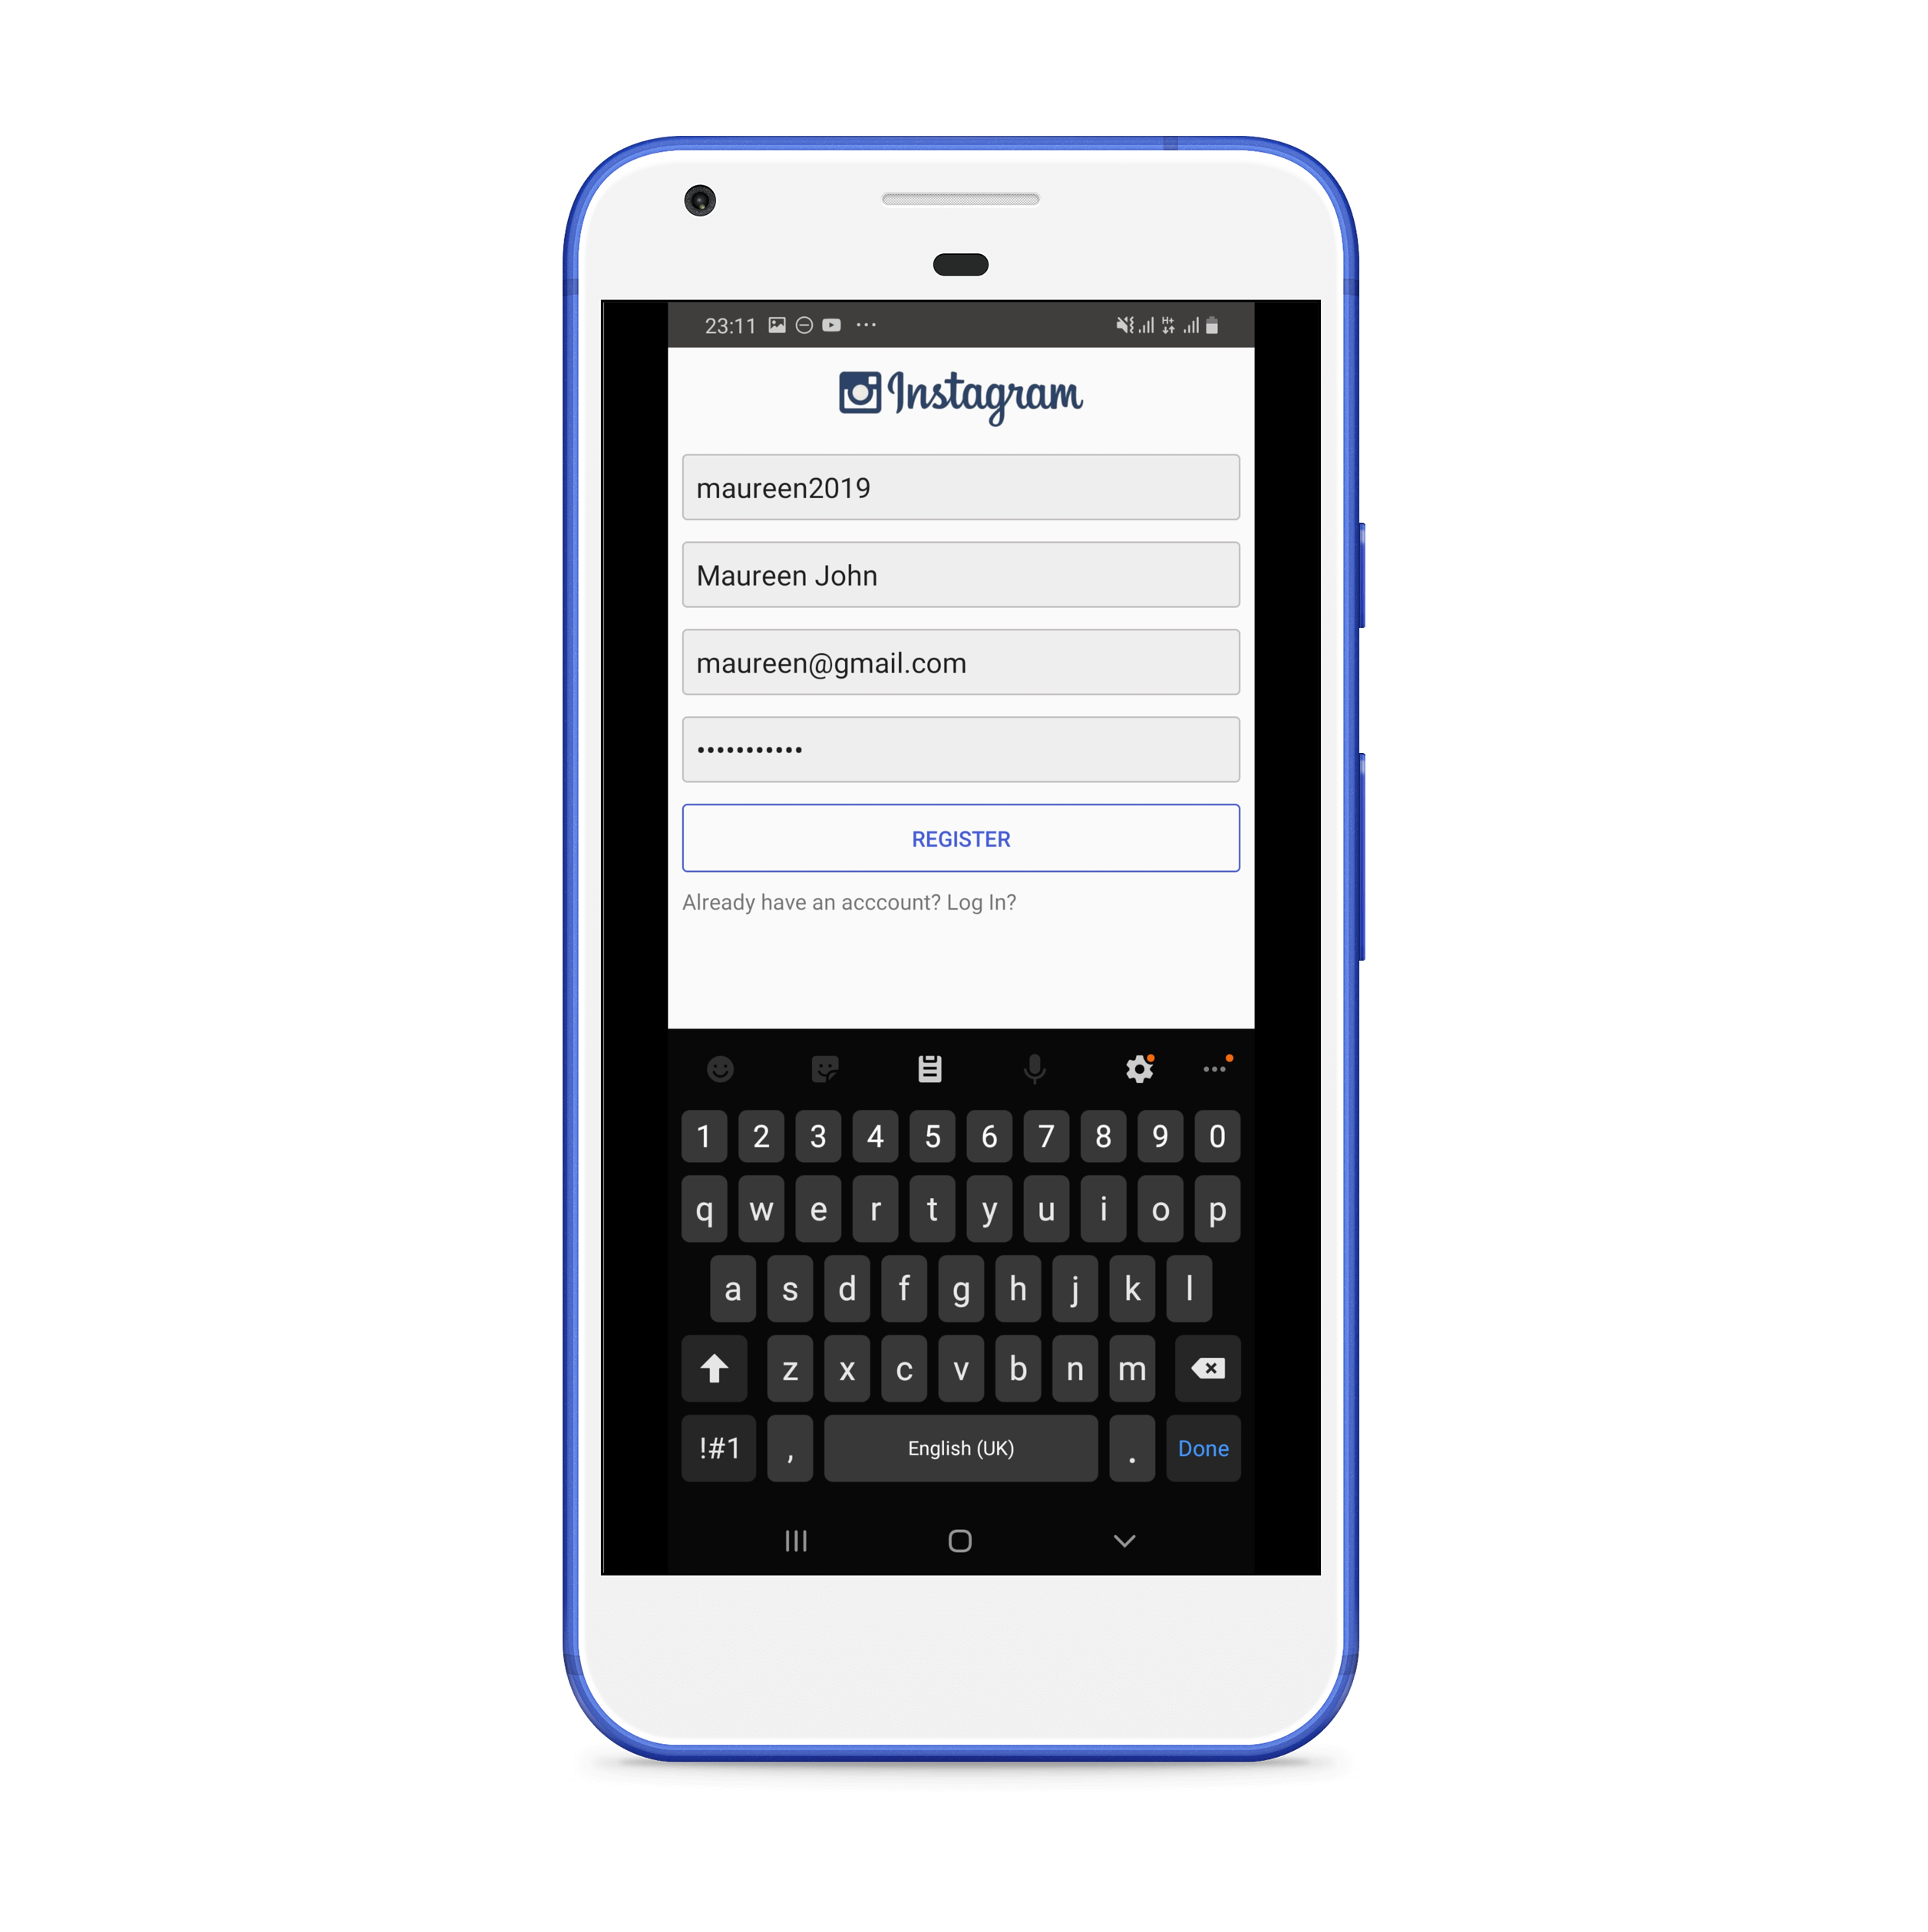 23:11
H+
Instagram
maureen2019
Maureen John
maureen@gmail.com
•••••••••••
REGISTER
Already have an acccount? Log In?
1 2 3 4 5 6 7 8 9 0
q w e r t y u i o p
a s d f g h j k l
z x c v b n m
!#1 , English (UK) . Done